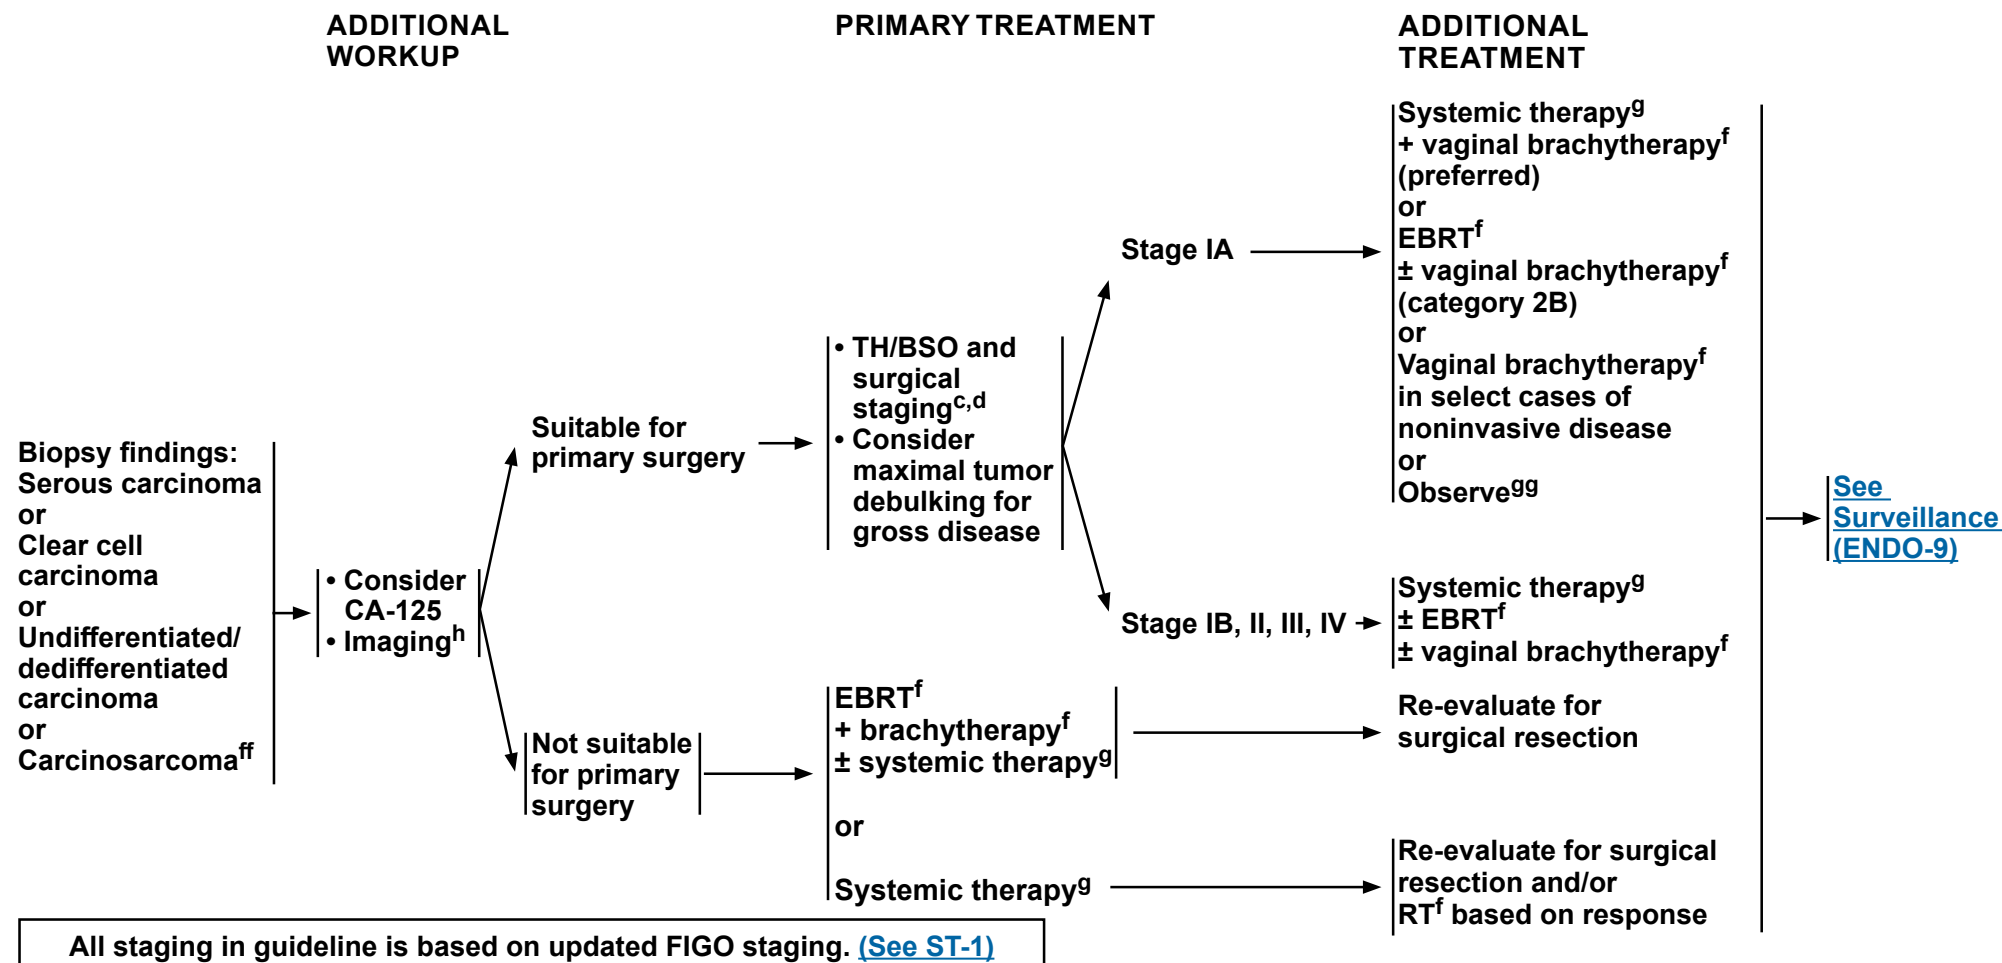 ADDITIONAL
WORKUP
PRIMARY TREATMENT
ADDITIONAL
TREATMENT
Biopsy findings:
Serous carcinoma
or
Clear cell
carcinoma
or
Undifferentiated/
dedifferentiated
carcinoma
or
Carcinosarcomaff
• Consider
CA-125
• Imagingh
Suitable for
primary surgery
• TH/BSO and
surgical
stagingc,d
• Consider
maximal tumor
debulking for
gross disease
Stage IA
Systemic therapyg
+ vaginal brachytherapyf
(preferred)
or
EBRTf
± vaginal brachytherapyf
(category 2B)
or
Vaginal brachytherapyf
in select cases of
noninvasive disease
or
Observegg
Stage IB, II, III, IV
Systemic therapyg
± EBRTf
± vaginal brachytherapyf
Not suitable
for primary
surgery
EBRTf
+ brachytherapyf
± systemic therapyg
or
Systemic therapyg
Re-evaluate for
surgical resection
Re-evaluate for surgical
resection and/or
RTf based on response
See
Surveillance
(ENDO-9)
All staging in guideline is based on updated FIGO staging. (See ST-1)